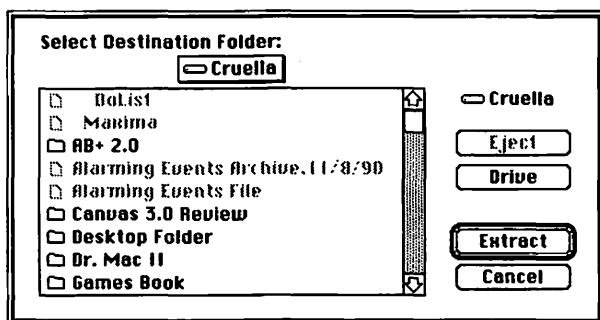 Select Destination Folder:
Cruella
DoList
Maxima
AB+ 2.0
Alarming Events Archive.11/8/90
Alarming Events File
Canvas 3.0 Review
Desktop Folder
Dr. Mac II
Games Book
Cruella
Eject
Drive
Extract
Cancel